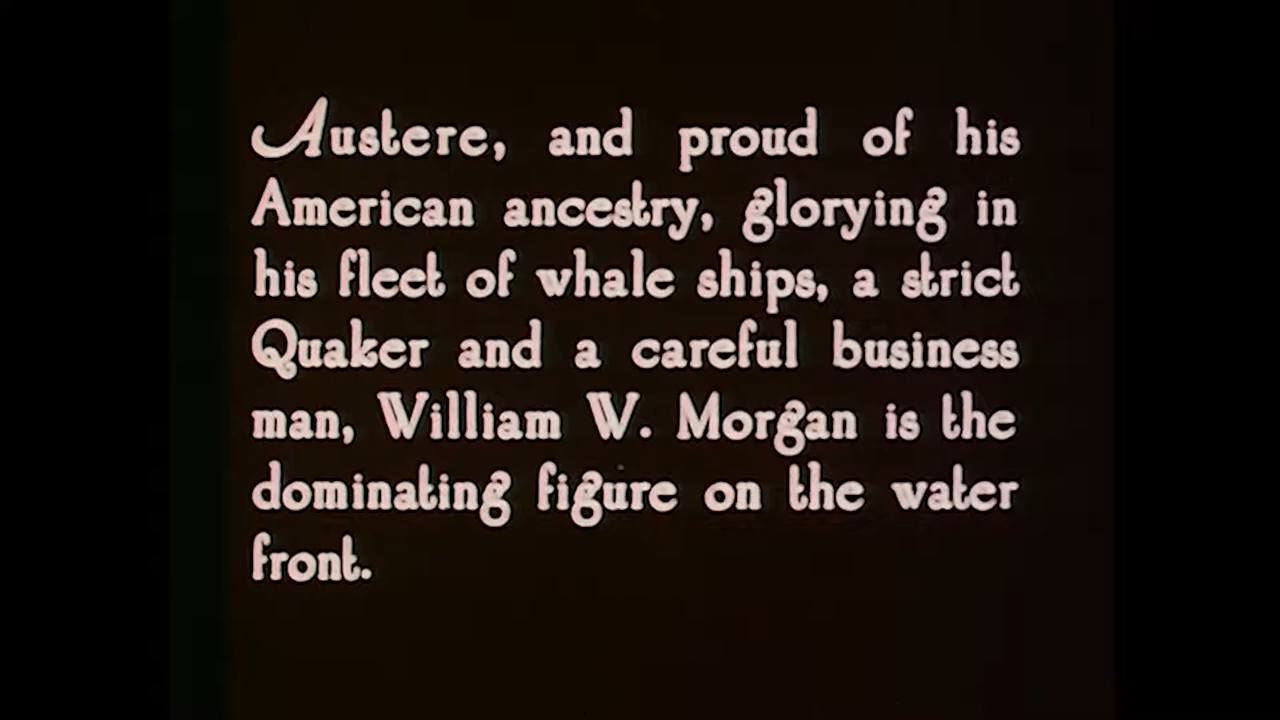 Austere, and proud of his
American ancestry, glorying in
his fleet of whale ships, a strict
Quaker and a careful business
man, William W. Morgan is the
dominating figure on the water
front.